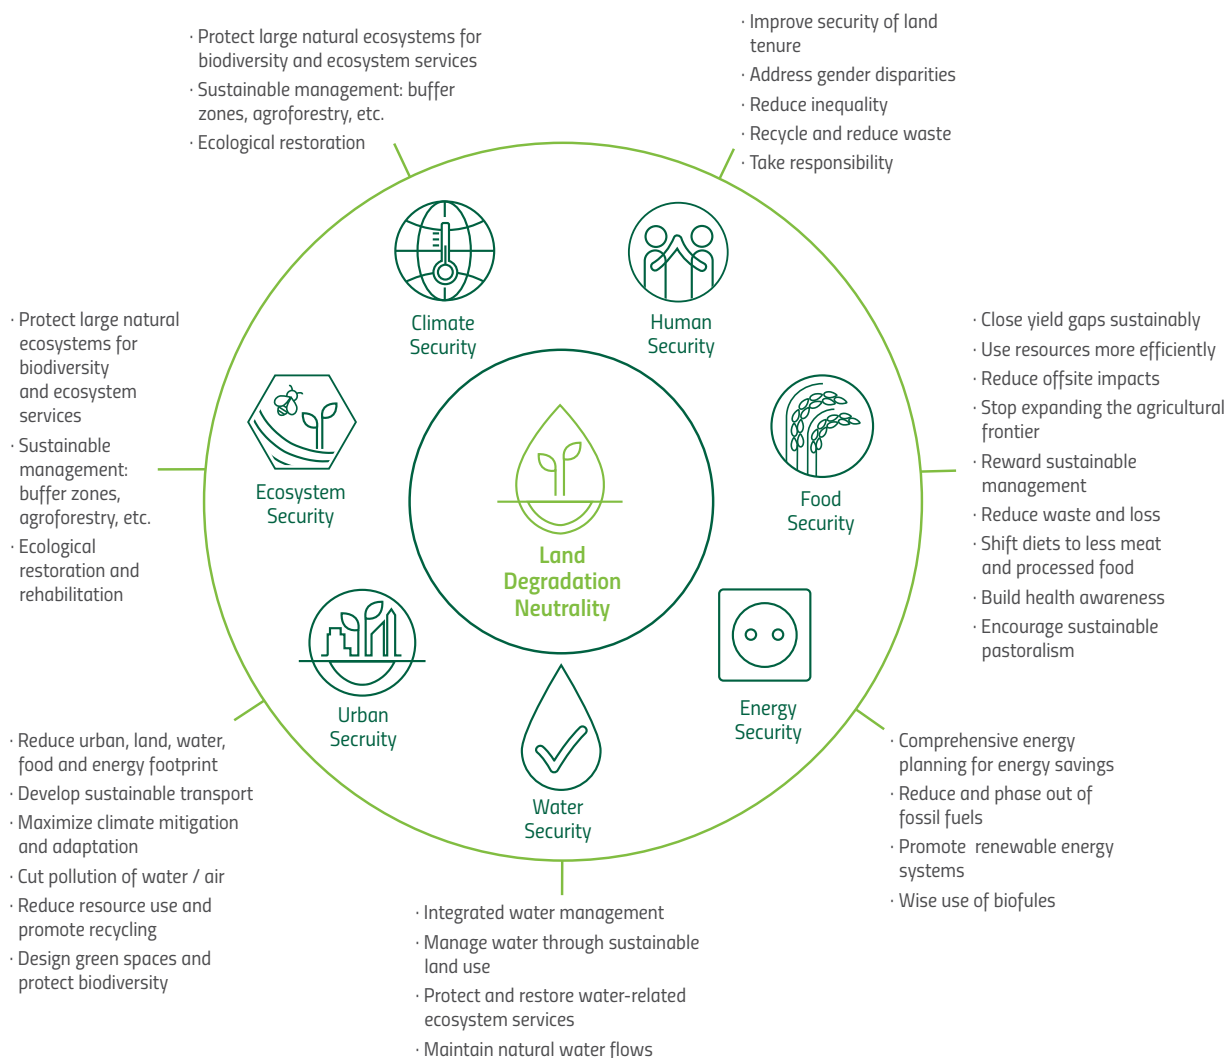 · Protect large natural ecosystems for
biodiversity and ecosystem services
· Sustainable management: buffer
zones, agroforestry, etc.
· Ecological restoration
· Improve security of land
tenure
· Address gender disparities
· Reduce inequality
· Recycle and reduce waste
· Take responsibility
Climate
Security
Human
Security
· Protect large natural
ecosystems for
biodiversity
and ecosystem
services
· Sustainable
management:
buffer zones,
agroforestry, etc.
· Ecological
restoration and
rehabilitation
Ecosystem
Security
Land
Degradation
Neutrality
Food
Security
· Close yield gaps sustainably
· Use resources more efficiently
· Reduce offsite impacts
· Stop expanding the agricultural
frontier
· Reward sustainable
management
· Reduce waste and loss
· Shift diets to less meat
and processed food
· Build health awareness
· Encourage sustainable
pastoralism
Urban
Secruity
Water
Security
Energy
Security
· Reduce urban, land, water,
food and energy footprint
· Develop sustainable transport
· Maximize climate mitigation
and adaptation
· Cut pollution of water / air
· Reduce resource use and
promote recycling
· Design green spaces and
protect biodiversity
· Integrated water management
· Manage water through sustainable
land use
· Protect and restore water-related
ecosystem services
· Maintain natural water flows
· Comprehensive energy
planning for energy savings
· Reduce and phase out of
fossil fuels
· Promote renewable energy
systems
· Wise use of biofules